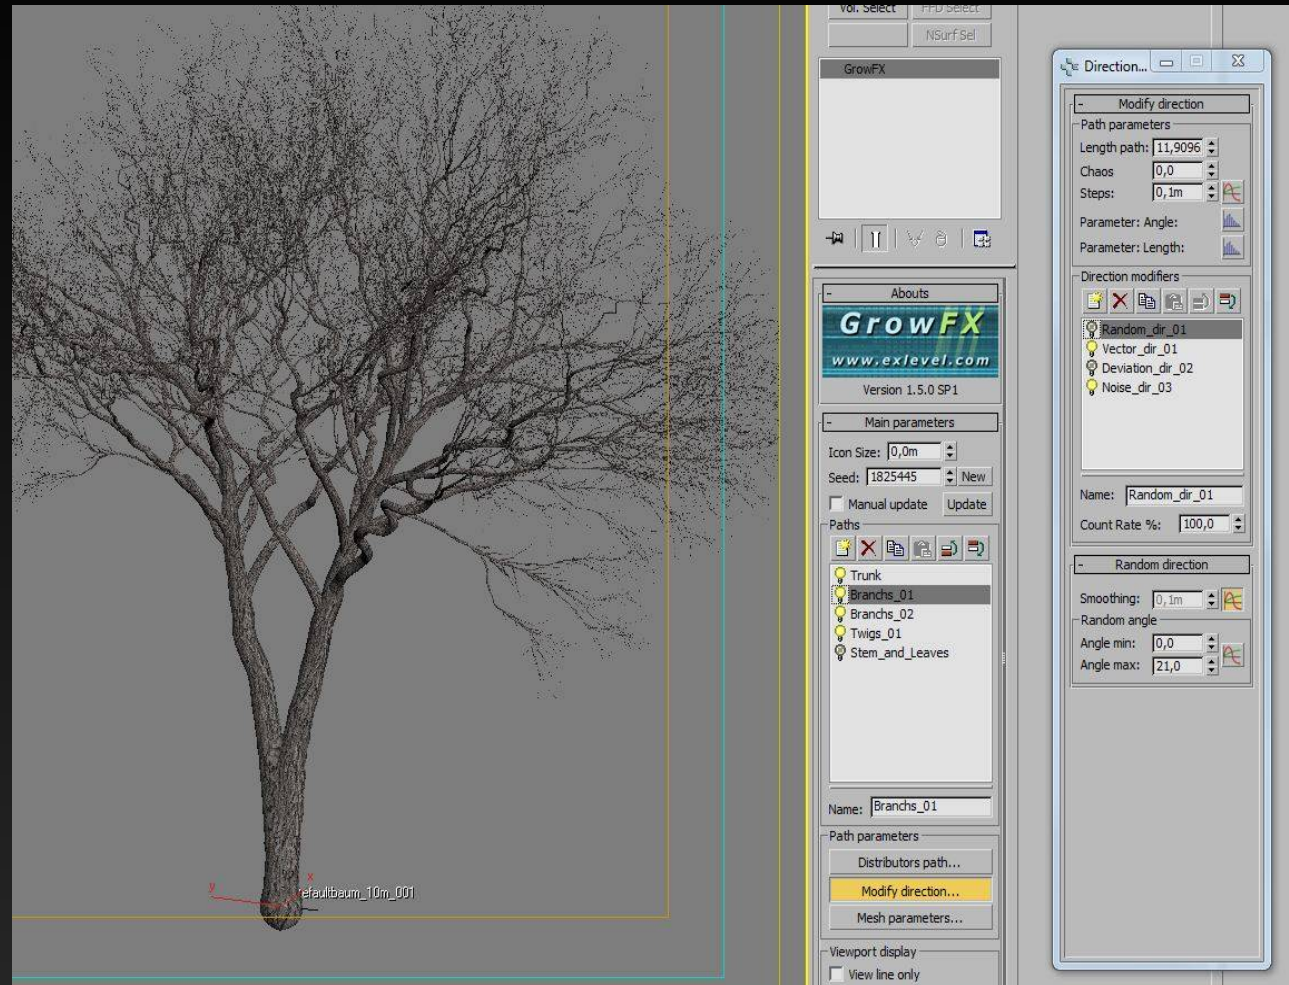 Vol. Select FFD Select
NSurf Sel
GrowFX
- Abouts
GrowFX
www.exlevel.com
Version 1.5.0 SP1
- Main parameters
Icon Size: 0,0m
Seed: 1825445 New
Manual update Update
Paths
Trunk
Branchs_01
Branchs_02
Twigs_01
Stem_and_Leaves
Name: Branchs_01
Path parameters
Distributors path...
Modify direction...
Mesh parameters...
Viewport display
View line only
Direction...
- Modify direction
Path parameters
Length path: 11,9096
Chaos 0,0
Steps: 0,1m
Parameter: Angle:
Parameter: Length:
Direction modifiers
Random_dir_01
Vector_dir_01
Deviation_dir_02
Noise_dir_03
Name: Random_dir_01
Count Rate %: 100,0
- Random direction
Smoothing: 0,1m
Random angle
Angle min: 0,0
Angle max: 21,0
y
x
efaultbaum_10m_001